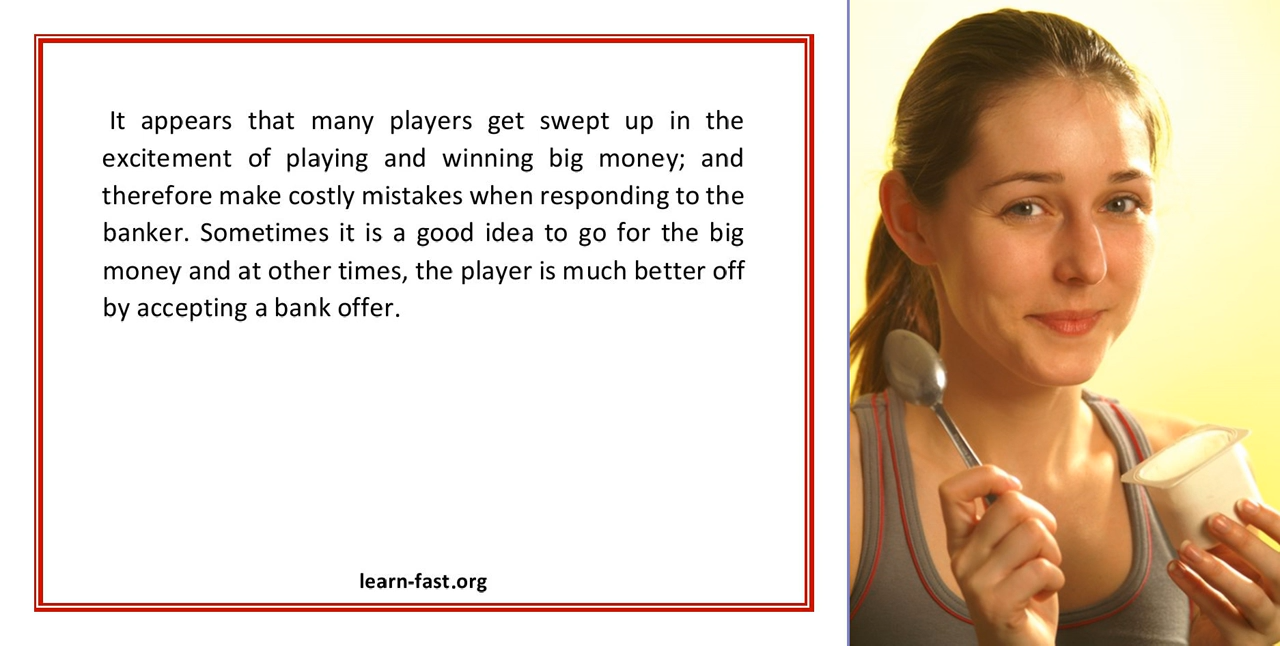 It appears that many players get swept up in the
excitement of playing and winning big money; and
therefore make costly mistakes when responding to the
banker. Sometimes it is a good idea to go for the big
money and at other times, the player is much better off
by accepting a bank offer.
learn-fast.org